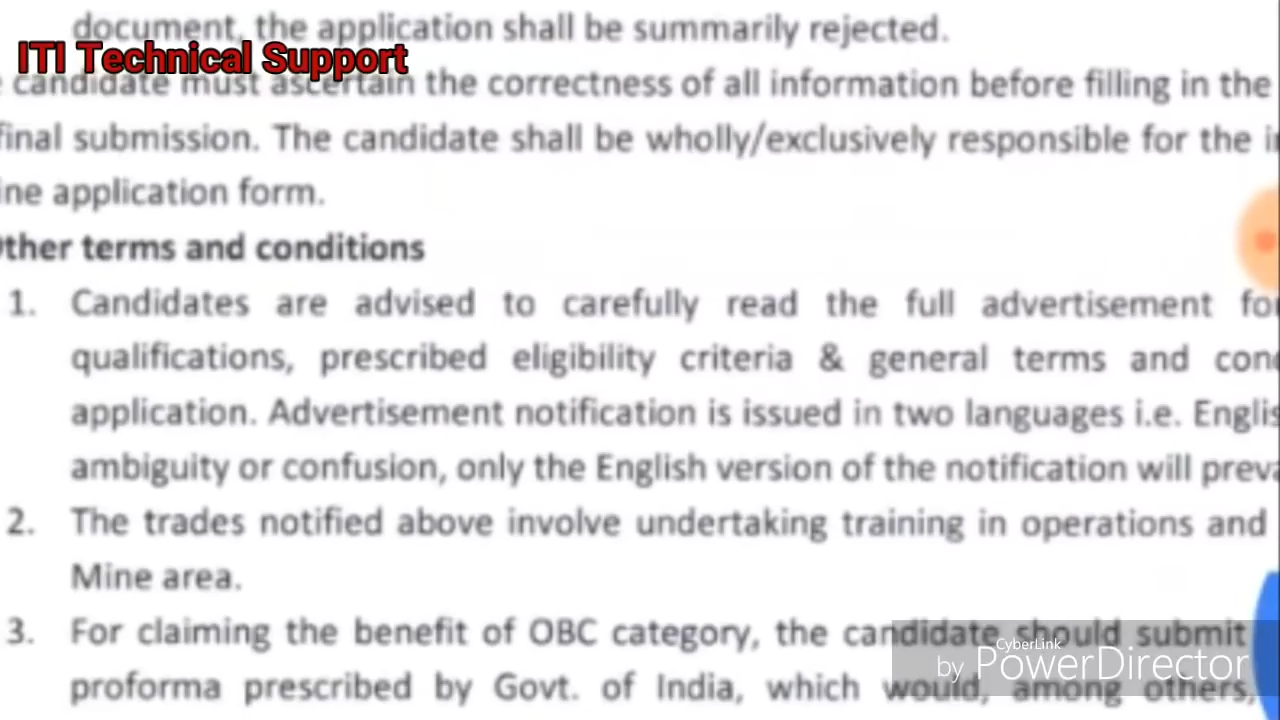 document, the application shall be summarily rejected.
ITI Technical Support
candidate must ascertain the correctness of all information before filling in the
final submission. The candidate shall be wholly/exclusively responsible for the
application form.
Other terms and conditions
1. Candidates are advised to carefully read the full advertisement
qualifications, prescribed eligibility criteria & general terms and
application. Advertisement notification is issued in two languages i.e.
ambiguity or confusion, only the English version of the notification will
2. The trades notified above involve undertaking training in operations and
Mine area.
3. For claiming the benefit of OBC category, the candidate should submit
proforma prescribed by Govt. of India, which would, among others,
CyberLink
by PowerDirector